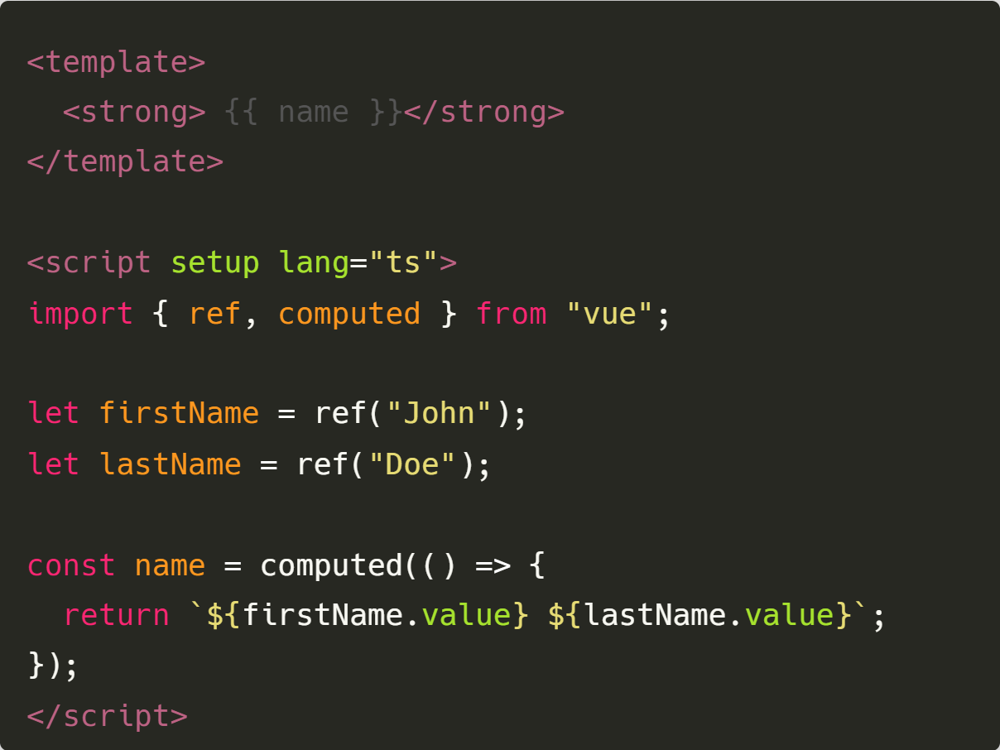 <template>
  <strong> {{ name }}</strong>
</template>

<script setup lang="ts">
import { ref, computed } from "vue";

let firstName = ref("John");
let lastName = ref("Doe");

const name = computed(() => {
  return `${firstName.value} ${lastName.value}`;
});
</script>